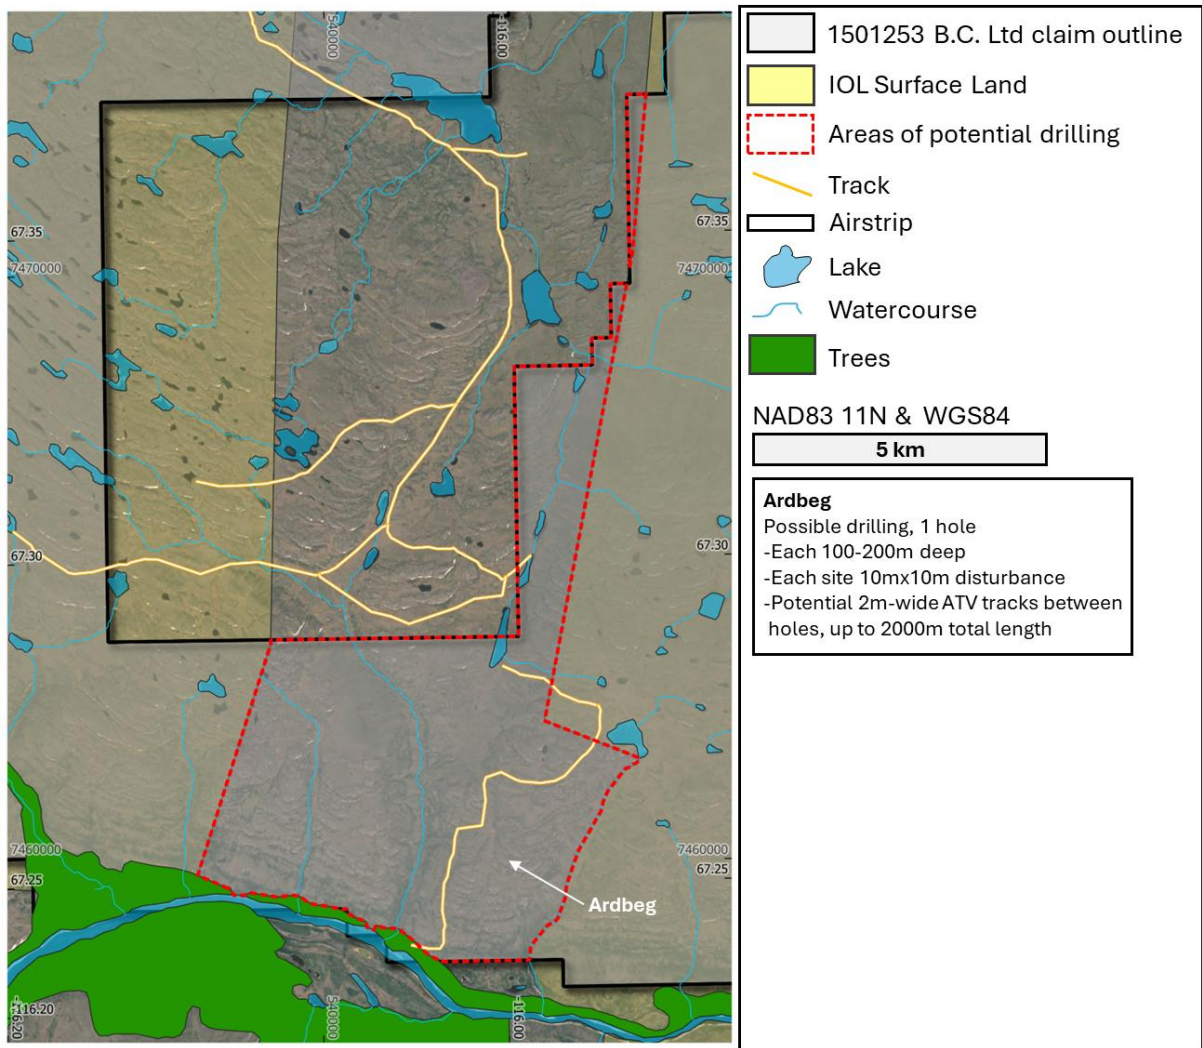 540000
-116.00
67.35
7470000
67.35
7470000
67.30
67.30
7460000
67.25
7460000
67.25
Ardbeg
-116.20
540000
-116.00
1501253 B.C. Ltd claim outline
IOL Surface Land
Areas of potential drilling
Track
Airstrip
Lake
Watercourse
Trees
NAD83 11N & WGS84
5 km
Ardbeg
Possible drilling, 1 hole
-Each 100-200m deep
-Each site 10mx10m disturbance
-Potential 2m-wide ATV tracks between
holes, up to 2000m total length